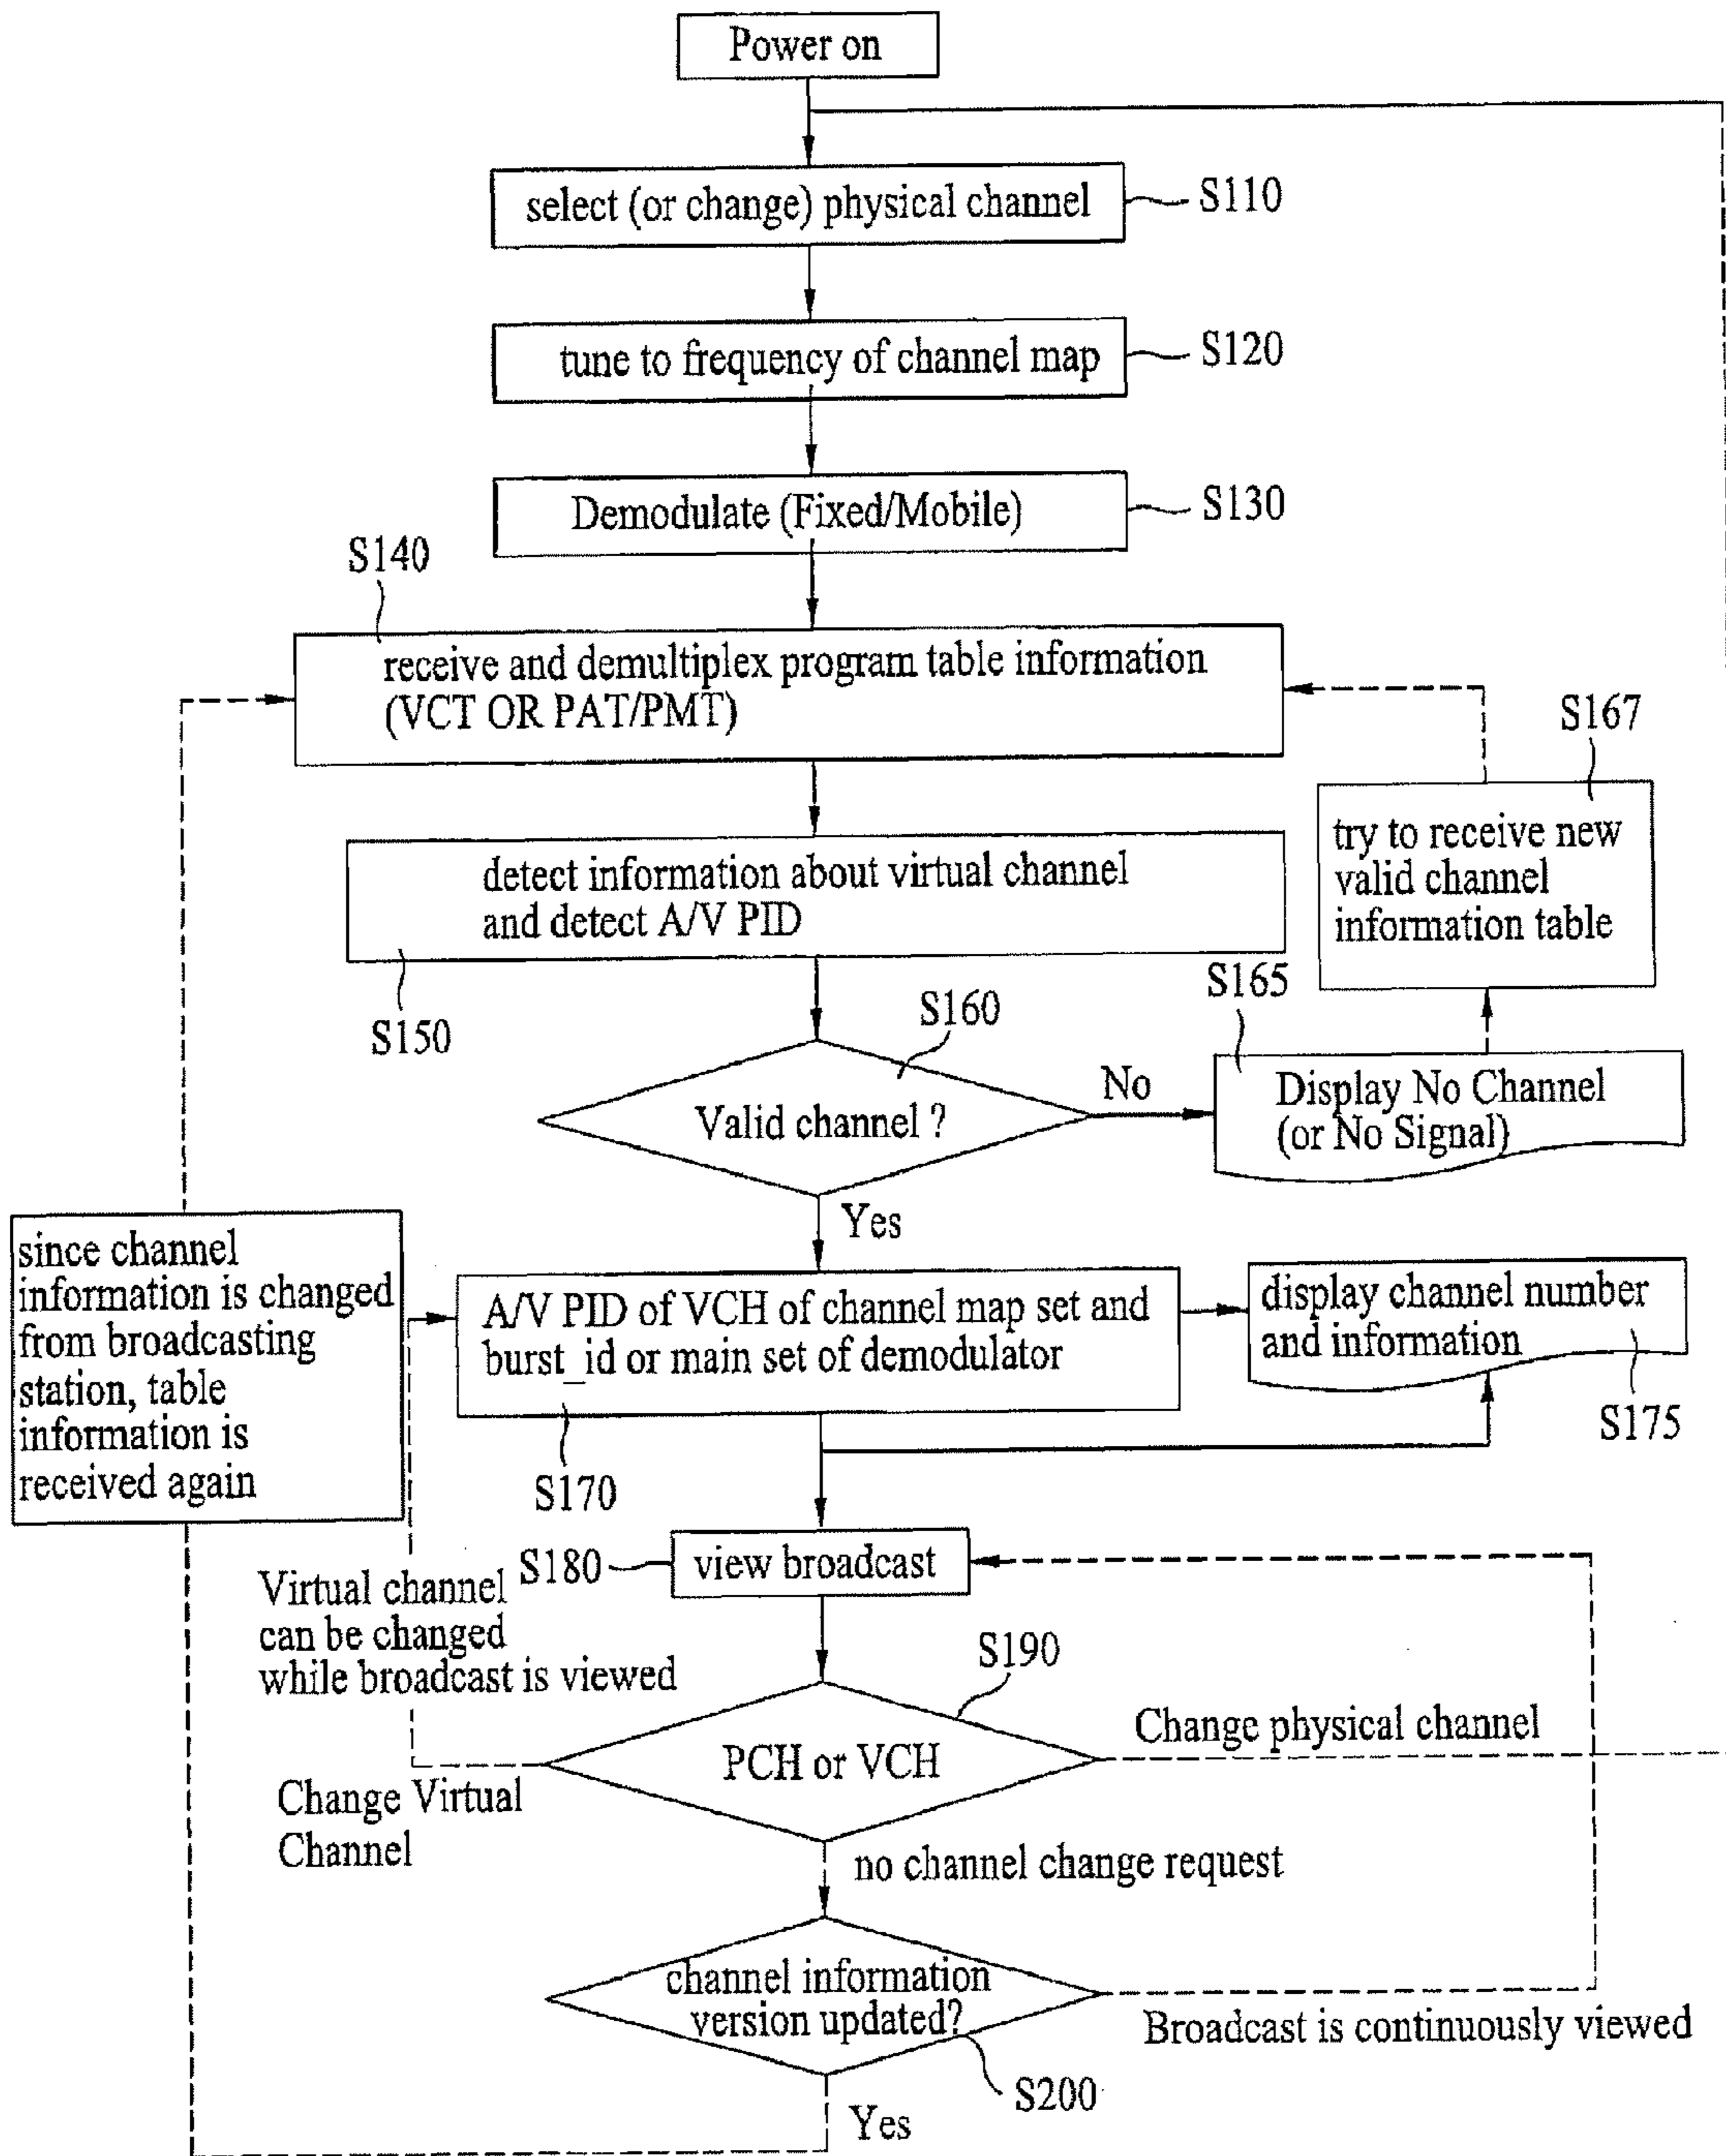 Power on
select (or change) physical channel
S110
tune to frequency of channel map
S120
Demodulate (Fixed/Mobile)
S130
S140
receive and demultiplex program table information
(VCT OR PAT/PMT)
S167
try to receive new
valid channel
information table
detect information about virtual channel
and detect A/V PID
S150
S160
S165
Valid channel ?
No
Display No Channel
(or No Signal)
Yes
since channel
information is changed
from broadcasting
station, table
information is
received again
A/V PID of VCH of channel map set and
burst_id or main set of demodulator
S170
display channel number
and information
S175
S180
view broadcast
Virtual channel
can be changed
while broadcast is viewed
S190
PCH or VCH
Change physical channel
Change Virtual
Channel
no channel change request
channel information
version updated?
Broadcast is continuously viewed
S200
Yes